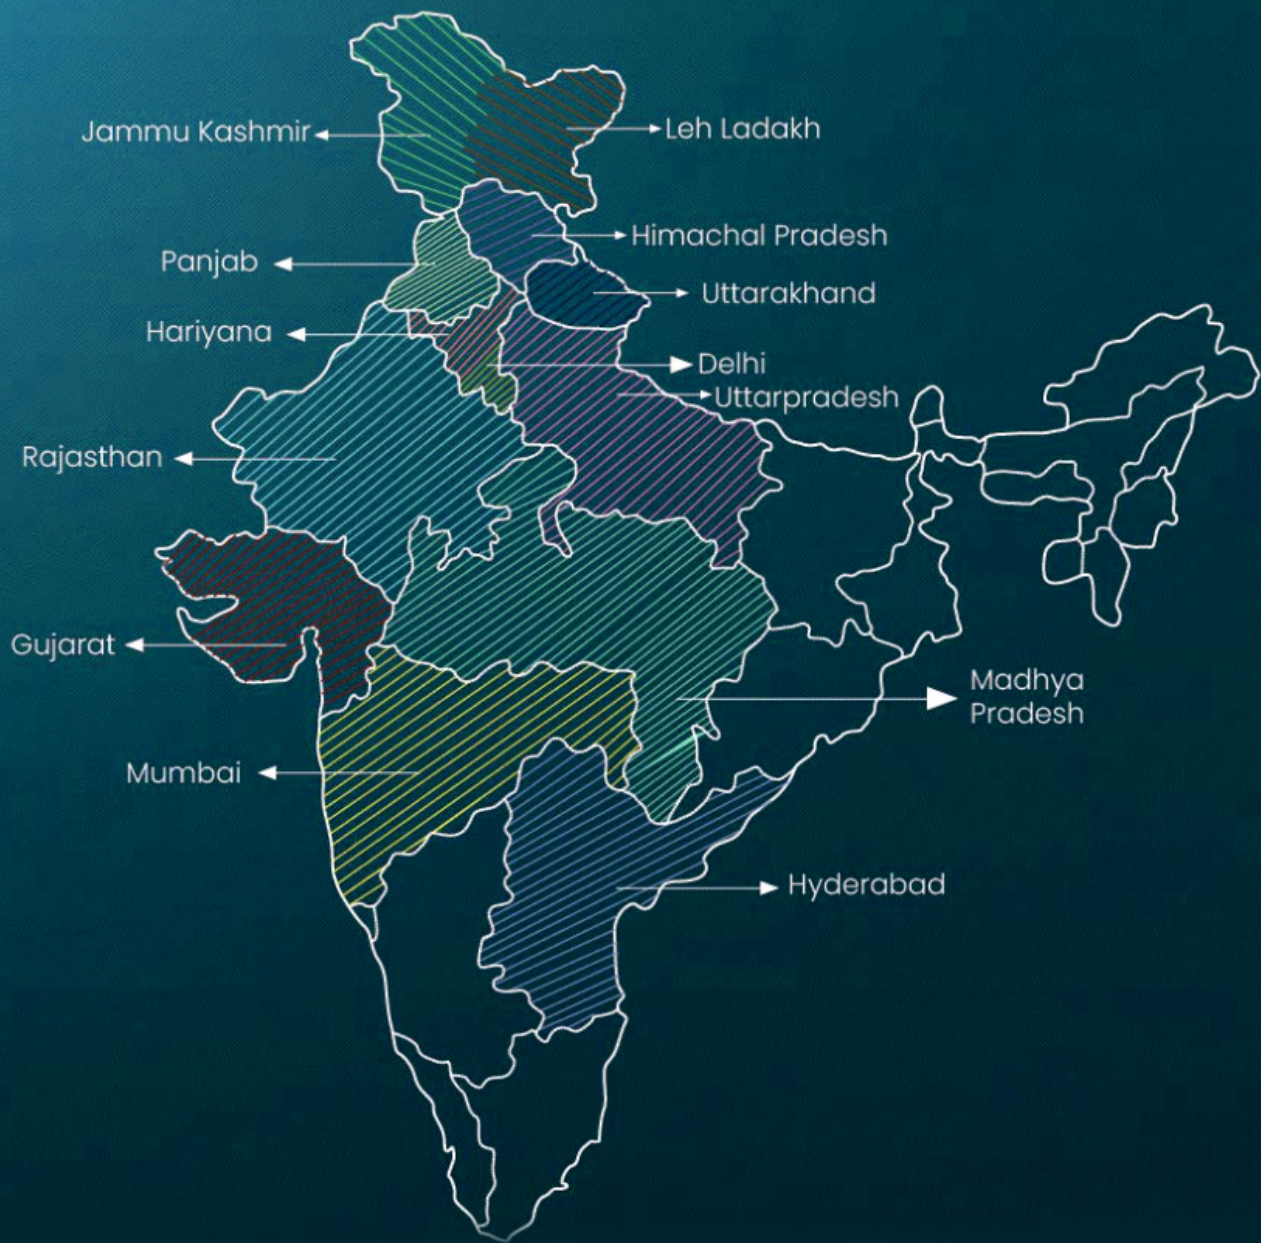 Jammu Kashmir
Leh Ladakh
Himachal Pradesh
Panjab
Uttarakhand
Hariyana
Delhi
Uttarpradesh
Rajasthan
Gujarat
Madhya
Pradesh
Mumbai
Hyderabad